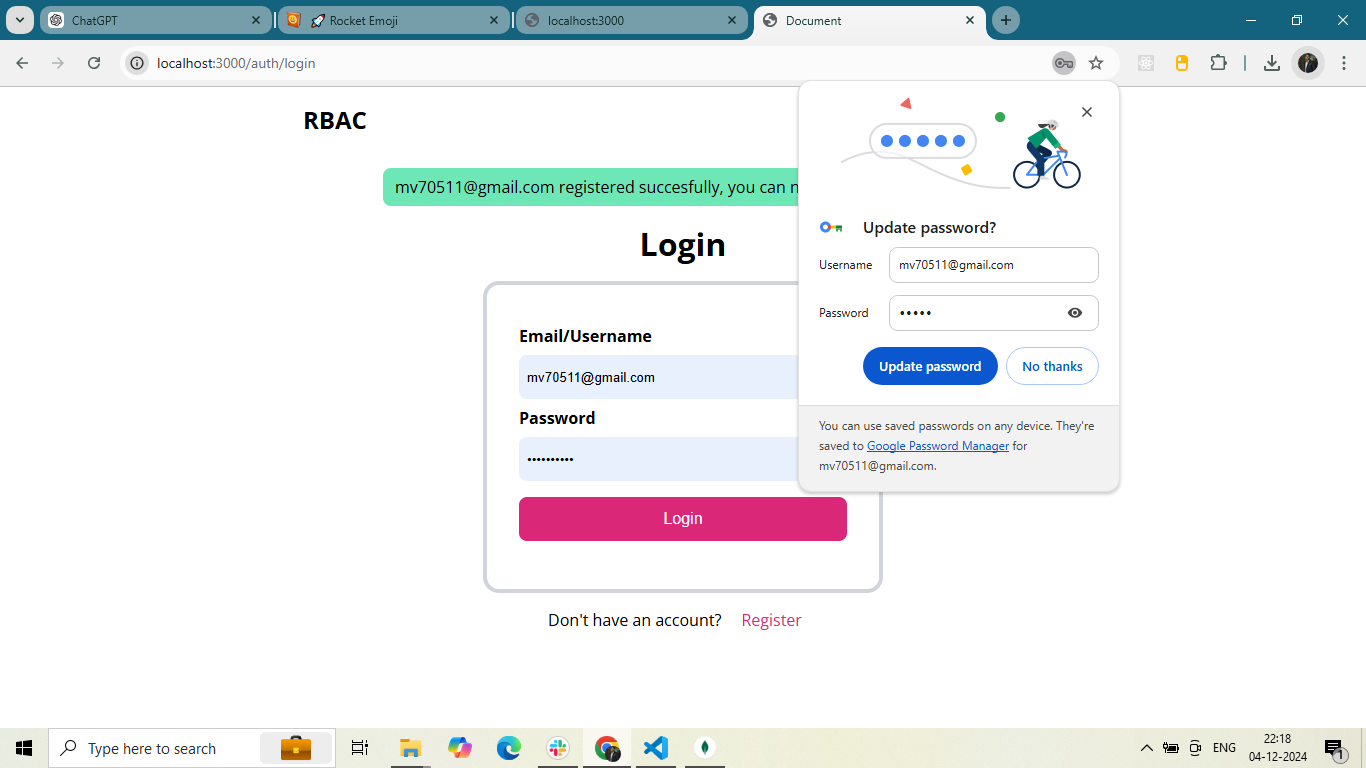 ChatGPT
Rocket Emoji
localhost:3000
Document
localhost:3000/auth/login
RBAC
mv70511@gmail.com registered succesfully, you can n
Login
Email/Username
mv70511@gmail.com
Password
••••••••••
Login
Don't have an account? Register
Update password?
Username mv70511@gmail.com
Password •••••
Update password No thanks
You can use saved passwords on any device. They're
saved to Google Password Manager for
mv70511@gmail.com.
Type here to search
ENG
22:18
04-12-2024
1